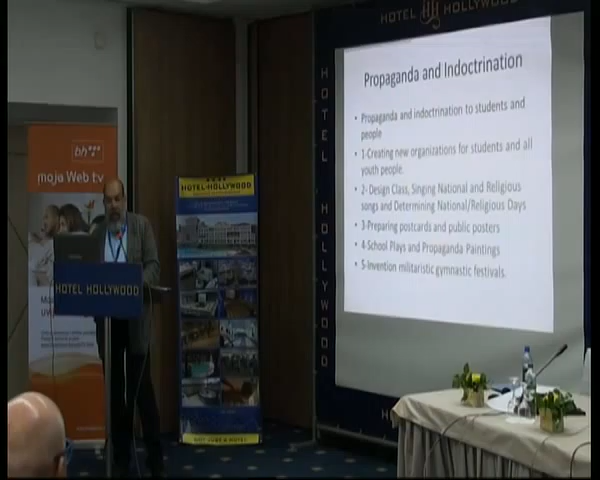 HOTEL HOLLYWOOD
Propaganda and Indoctrination
• Propaganda and indoctrination to students and
people
• 1-Creating new organizations for students and all
youth people.
• 2- Design Class, Singing National and Religious
songs and Determining National/Religious Days
• 3-Preparing postcards and public posters
• 4-School Plays and Propaganda Paintings
• 5-Invention militaristic gymnastic festivals.
HOTEL HOLLYWOOD
bh
moja Web tv
HOTEL HOLLYWOOD
HOTEL HOLLYWOOD